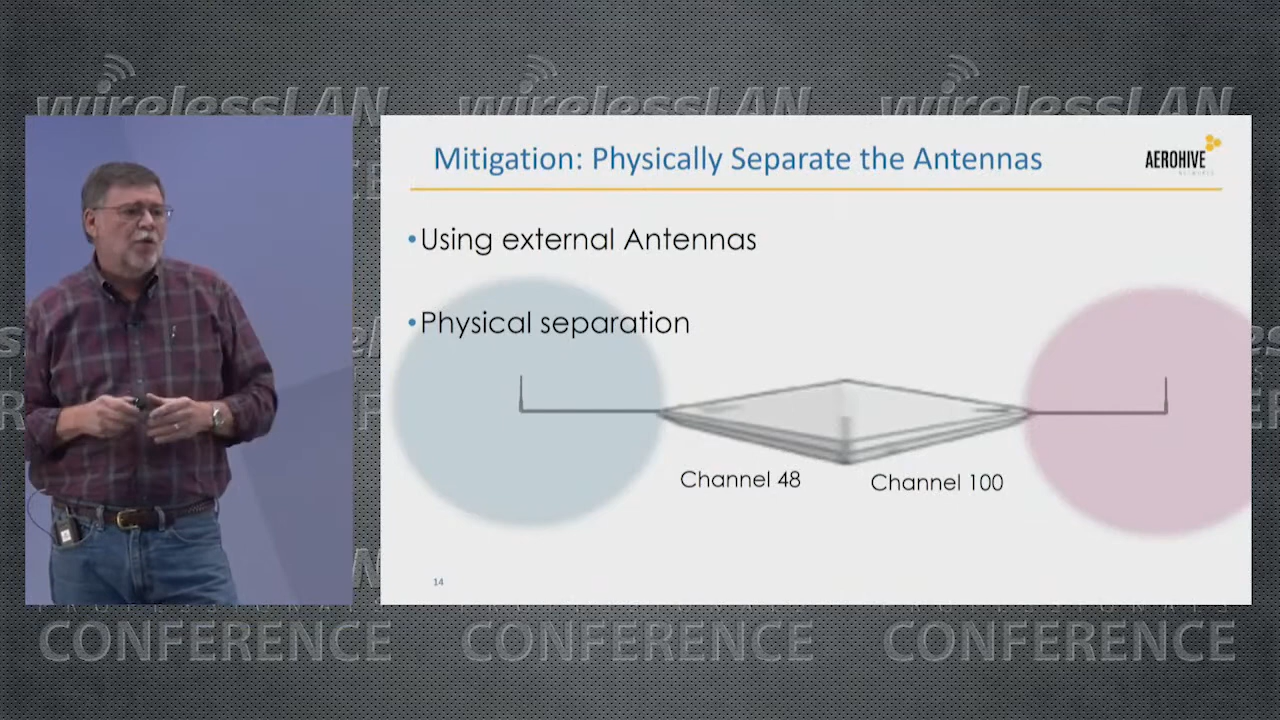 wirelessLAN
wirelessLAN
wirelessLAN
Mitigation: Physically Separate the Antennas
AEROHIVE
NETWORKS
•Using external Antennas
•Physical separation
Channel 48
Channel 100
14
CONFERENCE
CONFERENCE
CONFERENCE